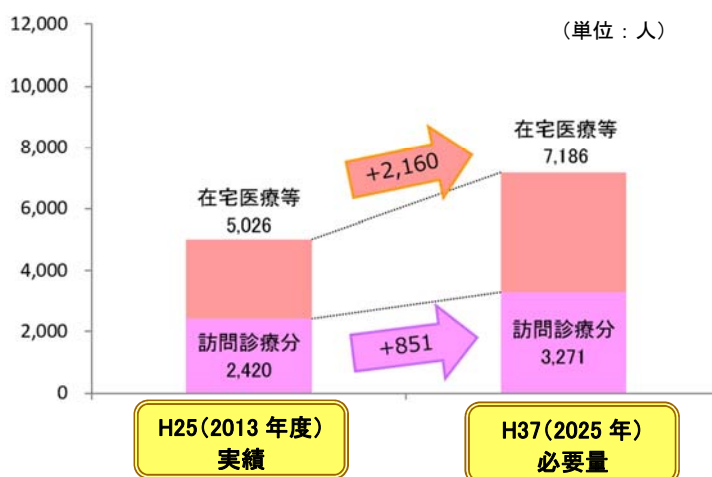 （単位：人）
12,000
10,000
8,000
6,000
4,000
2,000
0
在宅医療等
5,026
訪問診療分
2,420
+2,160
+851
在宅医療等
7,186
訪問診療分
3,271
H25（2013 年度）
実績
H37（2025 年）
必要量